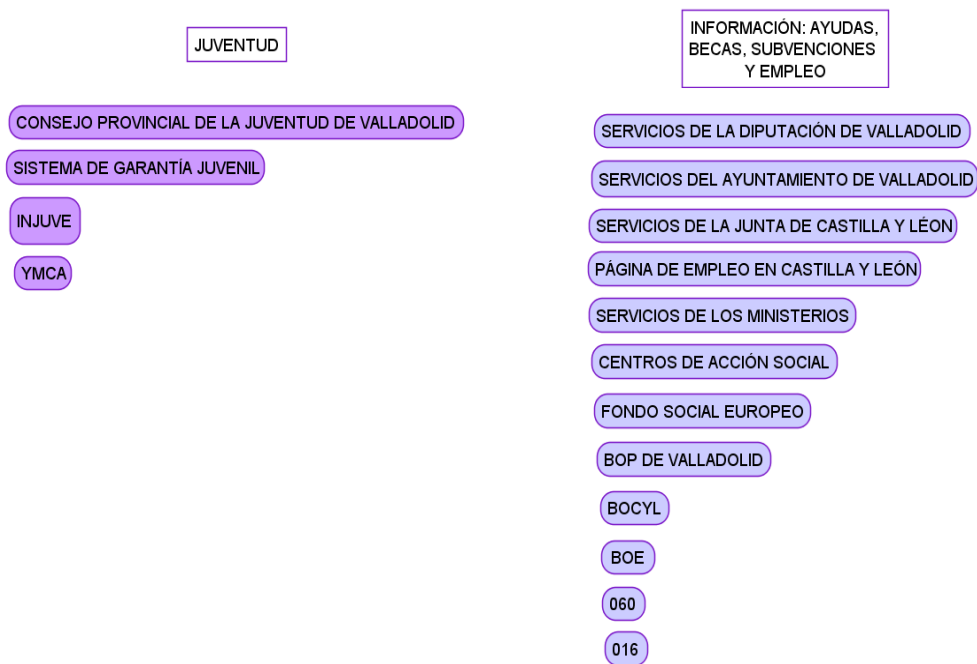 JUVENTUD
CONSEJO PROVINCIAL DE LA JUVENTUD DE VALLADOLID
SISTEMA DE GARANTÍA JUVENIL
INJUVE
YMCA
INFORMACIÓN: AYUDAS,
BECAS, SUBVENCIONES
Y EMPLEO
SERVICIOS DE LA DIPUTACIÓN DE VALLADOLID
SERVICIOS DEL AYUNTAMIENTO DE VALLADOLID
SERVICIOS DE LA JUNTA DE CASTILLA Y LÉON
PÁGINA DE EMPLEO EN CASTILLA Y LEÓN
SERVICIOS DE LOS MINISTERIOS
CENTROS DE ACCIÓN SOCIAL
FONDO SOCIAL EUROPEO
BOP DE VALLADOLID
BOCYL
BOE
060
016